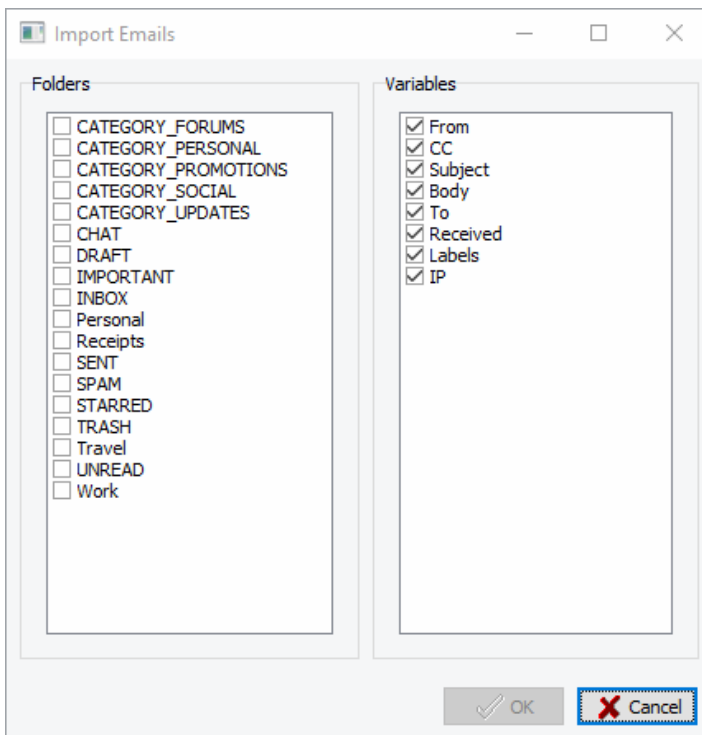 Import Emails
Folders
CATEGORY_FORUMS
CATEGORY_PERSONAL
CATEGORY_PROMOTIONS
CATEGORY_SOCIAL
CATEGORY_UPDATES
CHAT
DRAFT
IMPORTANT
INBOX
Personal
Receipts
SENT
SPAM
STARRED
TRASH
Travel
UNREAD
Work
Variables
From
CC
Subject
Body
To
Received
Labels
IP
OK
Cancel